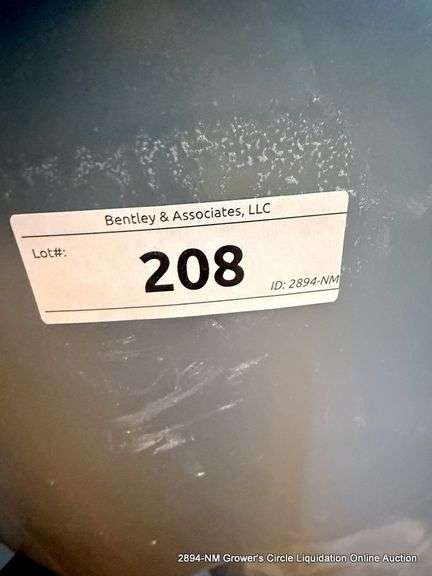 Bentley & Associates, LLC
Lot#:
208
ID: 2894-NM
2894-NM Grower's Circle Liquidation Online Auction